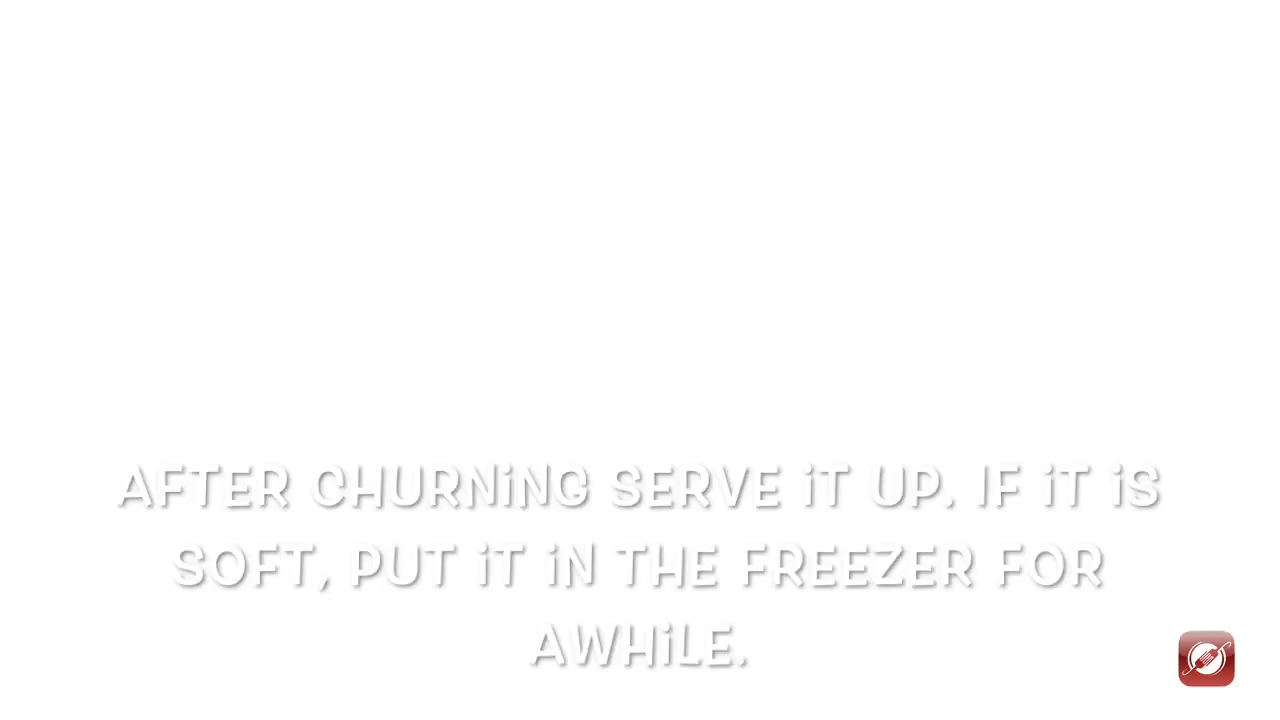 AFTER CHURNiNG SERVE iT UP. IF iT iS
SOFT, PUT iT iN THE FREEZER FOR
AWHiLE.